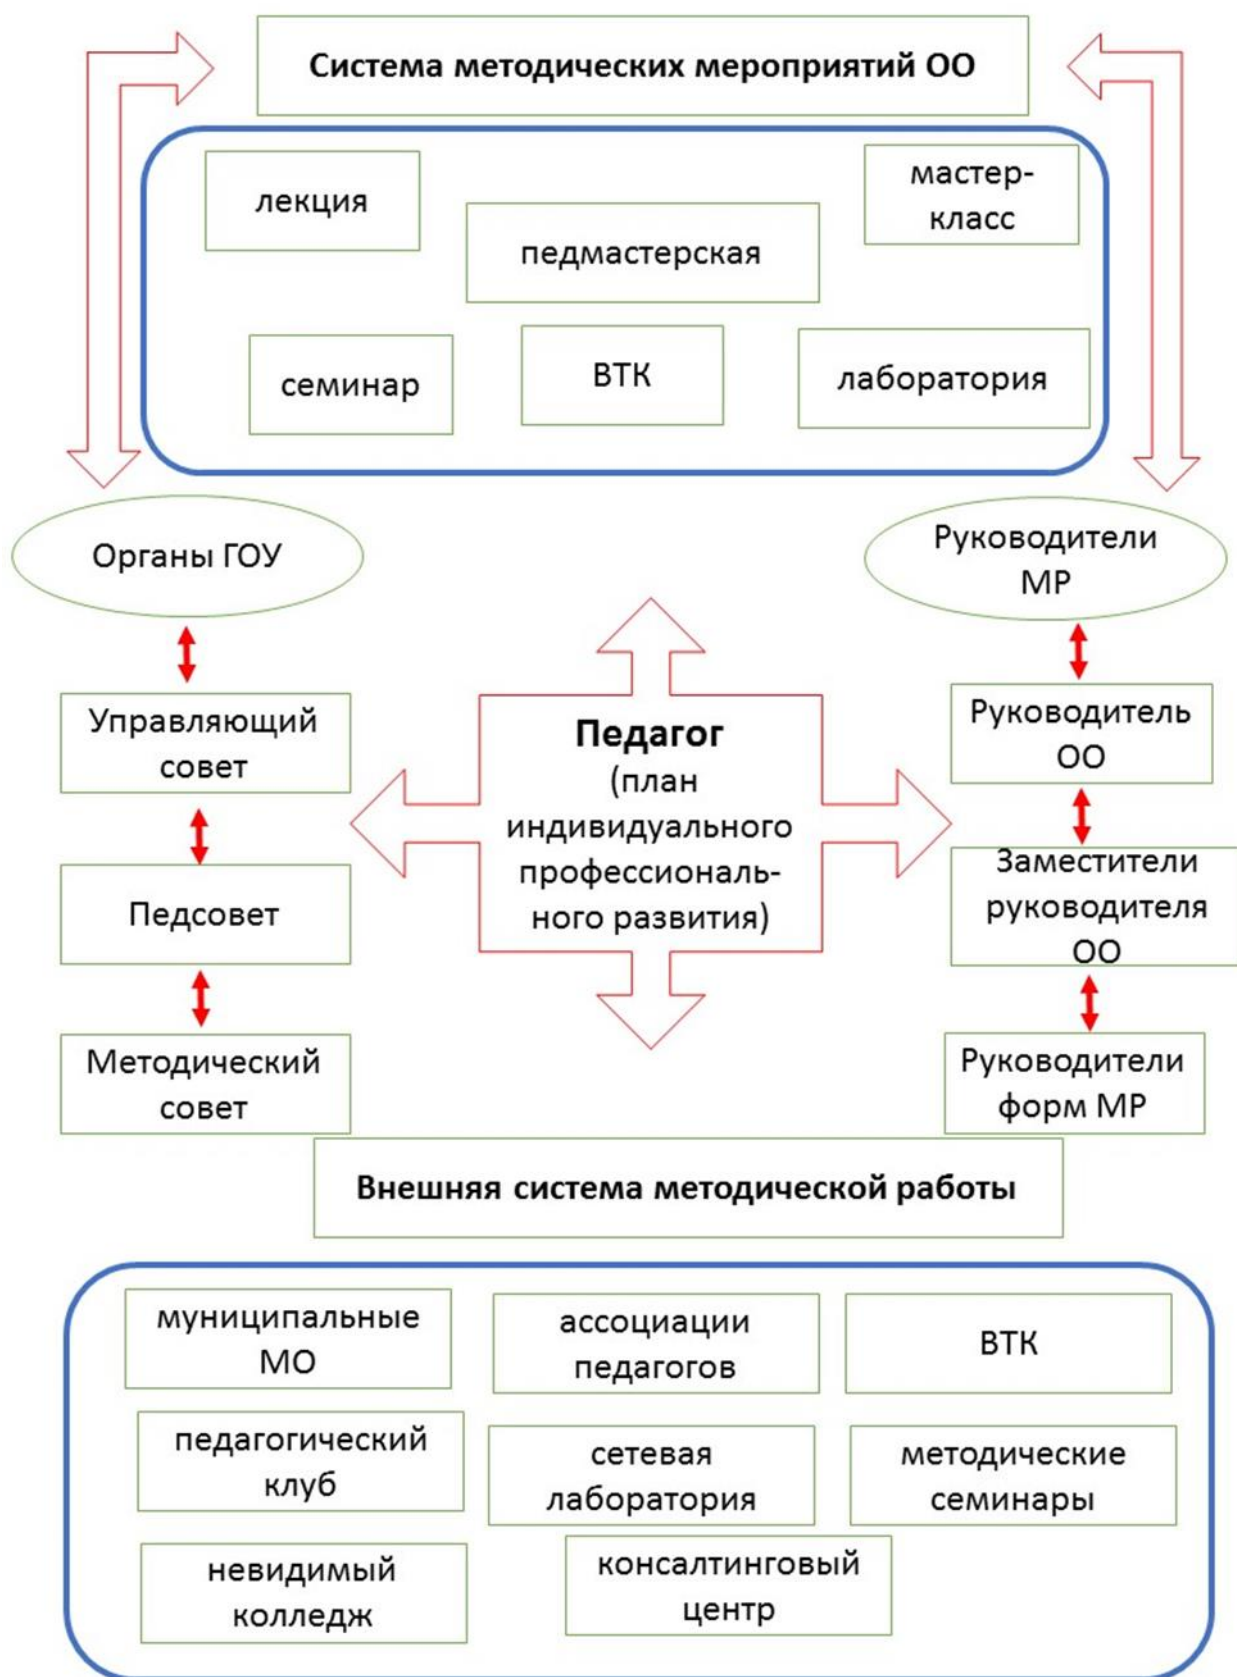 Система методических мероприятий ОО
лекция
мастер-
класс
педмастерская
семинар
ВТК
лаборатория
Органы ГОУ
Руководители
МР
Управляющий
совет
Педсовет
Методический
совет
Педагог
(план
индивидуального
профессиональ-
ного развития)
Руководитель
ОО
Заместители
руководителя
ОО
Руководители
форм МР
Внешняя система методической работы
муниципальные
МО
ассоциации
педагогов
ВТК
педагогический
клуб
сетевая
лаборатория
методические
семинары
невидимый
колледж
консалтинговый
центр